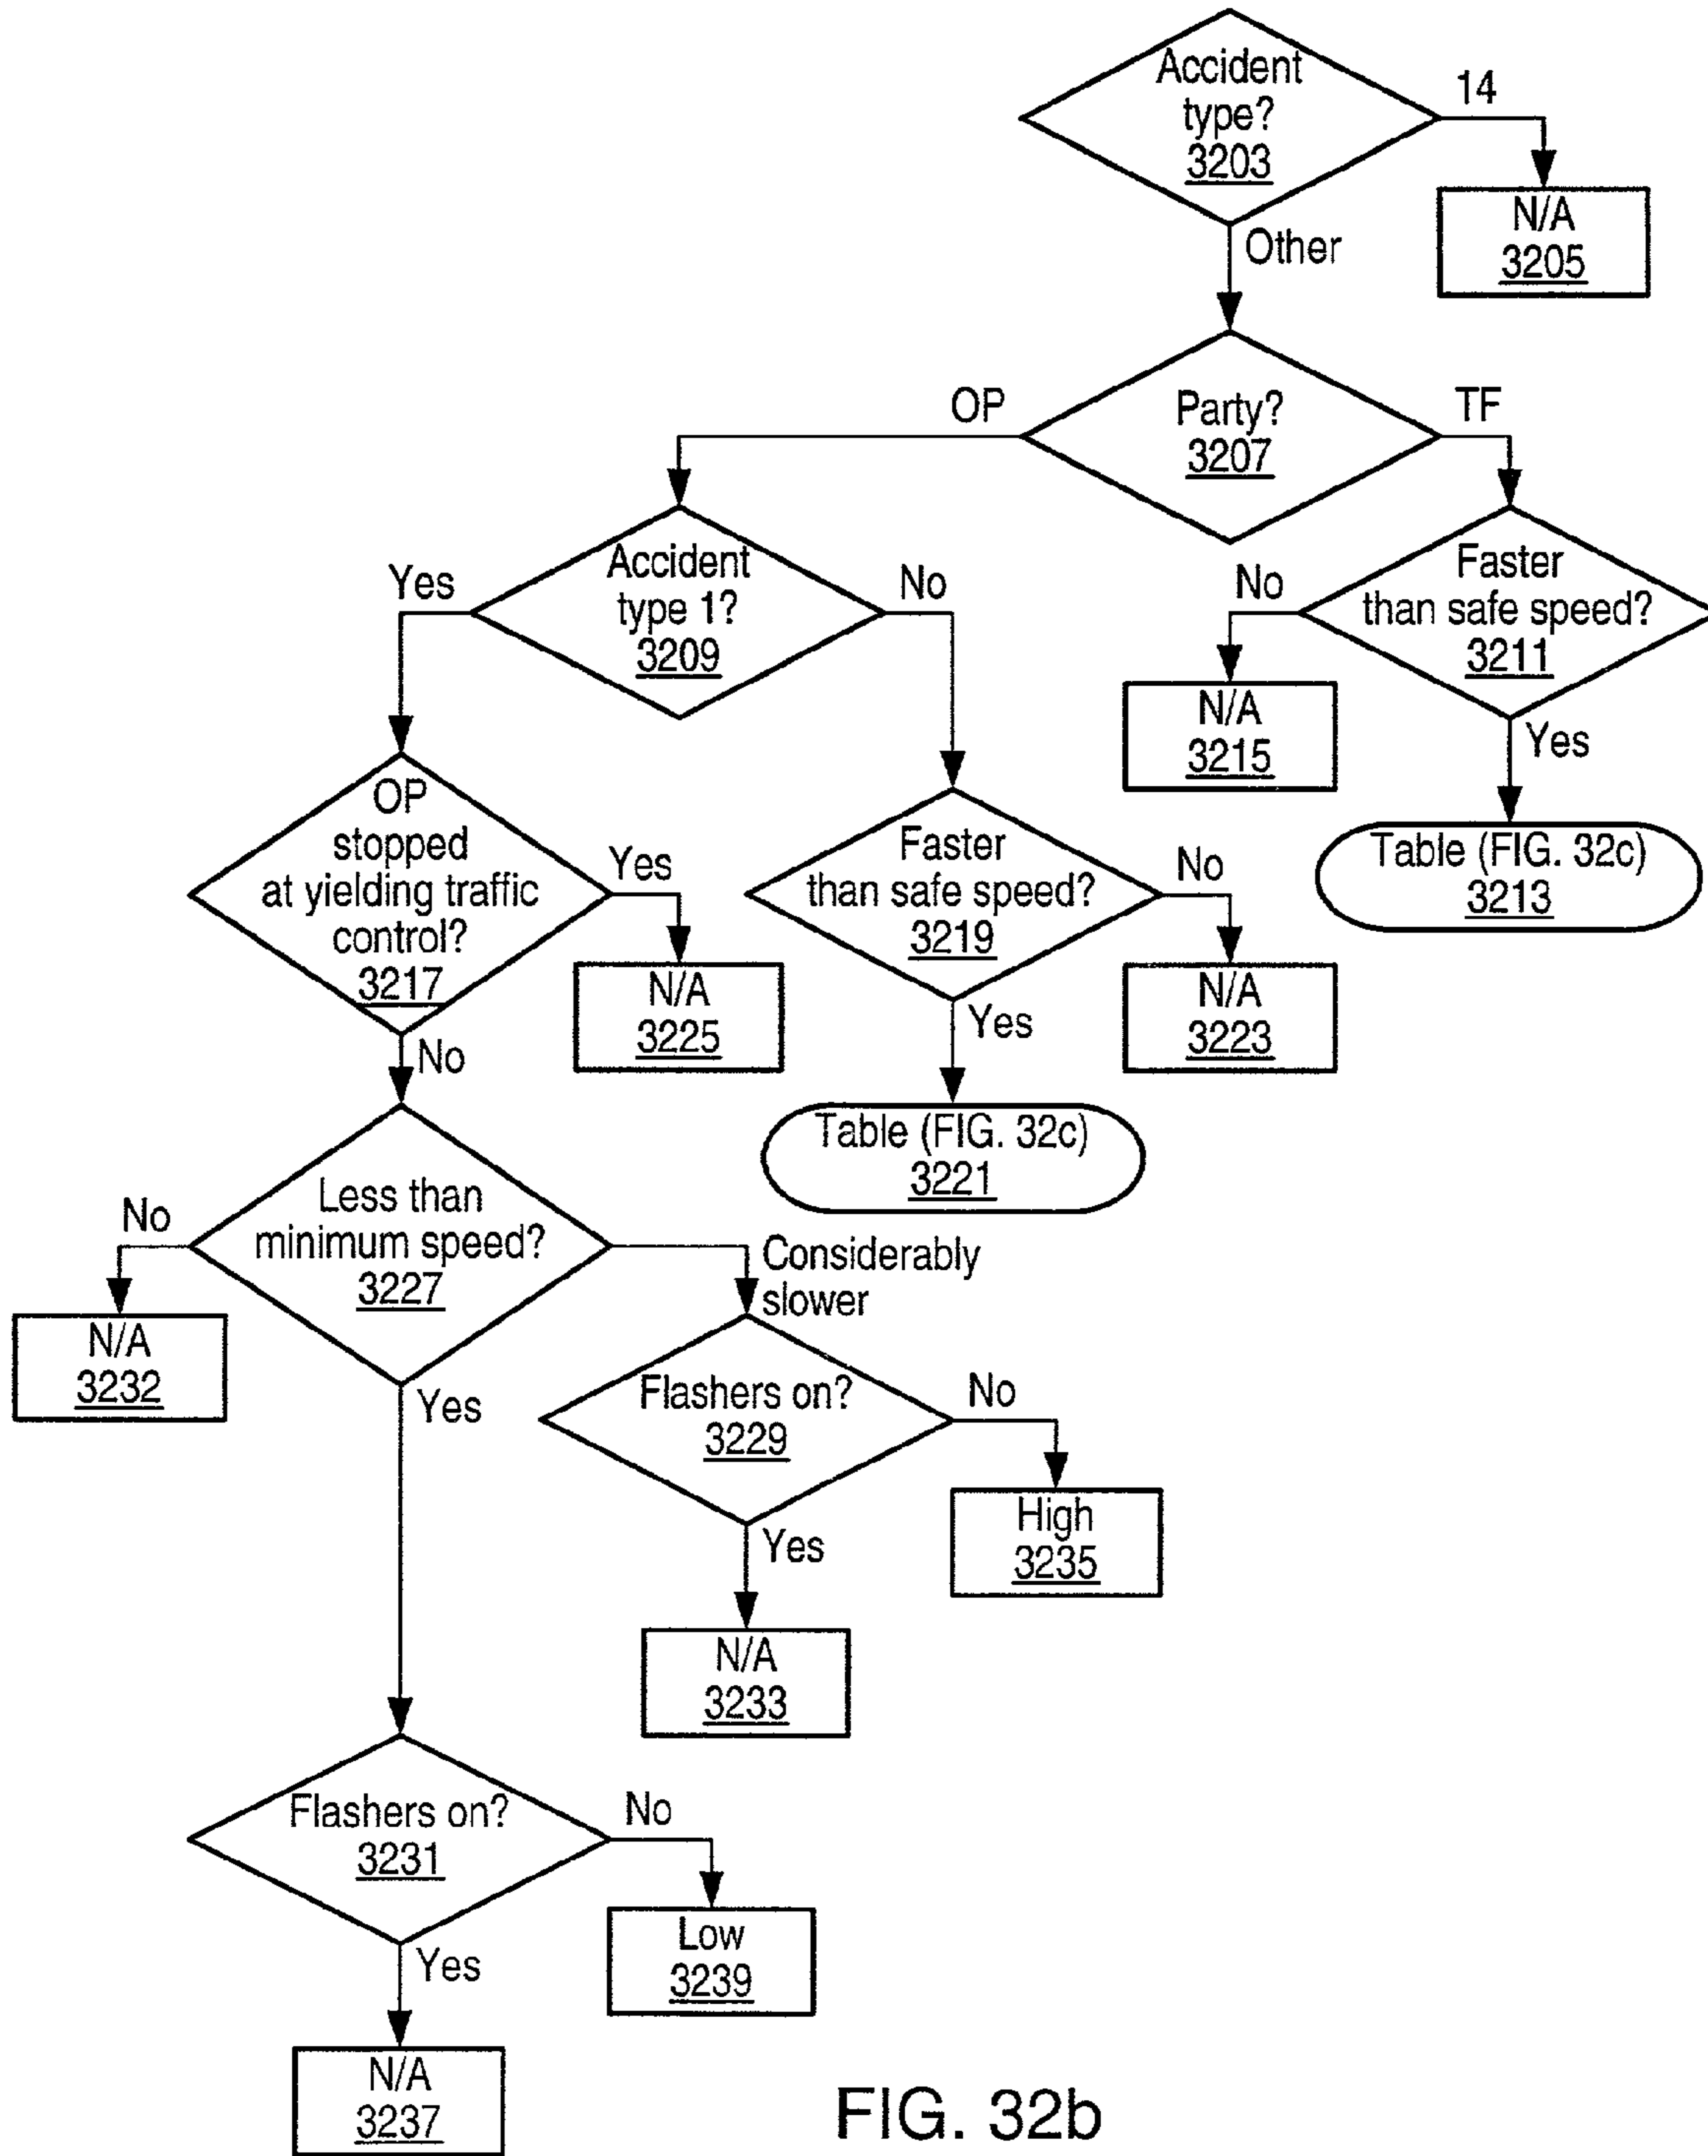 Accident
type?
3203
14
N/A
3205
Other
Party?
3207
OP
TF
Accident
type 1?
3209
Yes
No
Faster
than safe speed?
3211
No
N/A
3215
Yes
Table (FIG. 32c)
3213
OP
stopped
at yielding traffic
control?
3217
Yes
N/A
3225
No
Faster
than safe speed?
3219
No
N/A
3223
Yes
Table (FIG. 32c)
3221
Less than
minimum speed?
3227
No
N/A
3232
Considerably
slower
Yes
Flashers on?
3229
No
High
3235
Yes
N/A
3233
Flashers on?
3231
No
Low
3239
Yes
N/A
3237
FIG. 32b